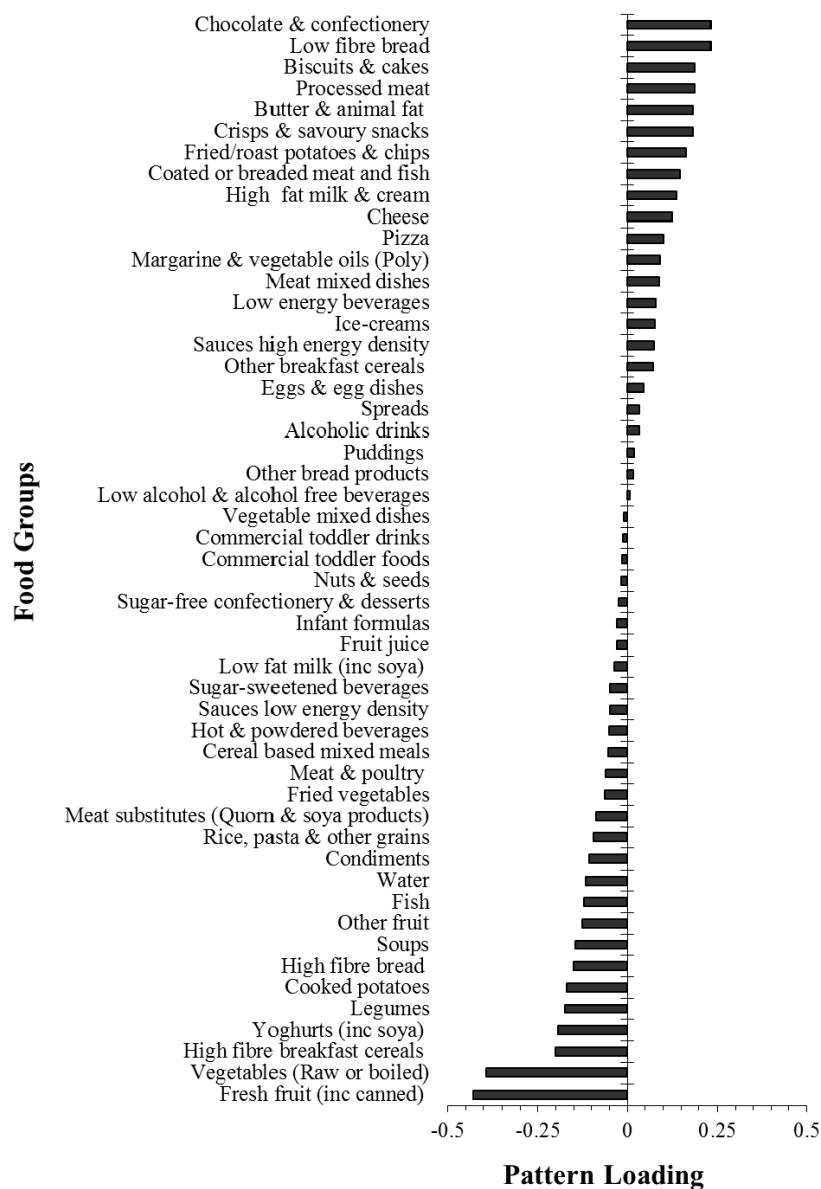 Chocolate & confectionery
Low fibre bread
Biscuits & cakes
Processed meat
Butter & animal fat
Crisps & savoury snacks
Fried/roast potatoes & chips
Coated or breaded meat and fish
High fat milk & cream
Cheese
Pizza
Margarine & vegetable oils (Poly)
Meat mixed dishes
Low energy beverages
Ice-creams
Sauces high energy density
Other breakfast cereals
Eggs & egg dishes
Spreads
Alcoholic drinks
Puddings
Other bread products
Low alcohol & alcohol free beverages
Vegetable mixed dishes
Commercial toddler drinks
Commercial toddler foods
Nuts & seeds
Sugar-free confectionery & desserts
Infant formulas
Fruit juice
Low fat milk (inc soya)
Sugar-sweetened beverages
Sauces low energy density
Hot & powdered beverages
Cereal based mixed meals
Meat & poultry
Fried vegetables
Meat substitutes (Quorn & soya products)
Rice, pasta & other grains
Condiments
Water
Fish
Other fruit
Soups
High fibre bread
Cooked potatoes
Legumes
Yoghurts (inc soya)
High fibre breakfast cereals
Vegetables (Raw or boiled)
Fresh fruit (inc canned)
Food Groups
-0.5 -0.25 0 0.25 0.5
Pattern Loading